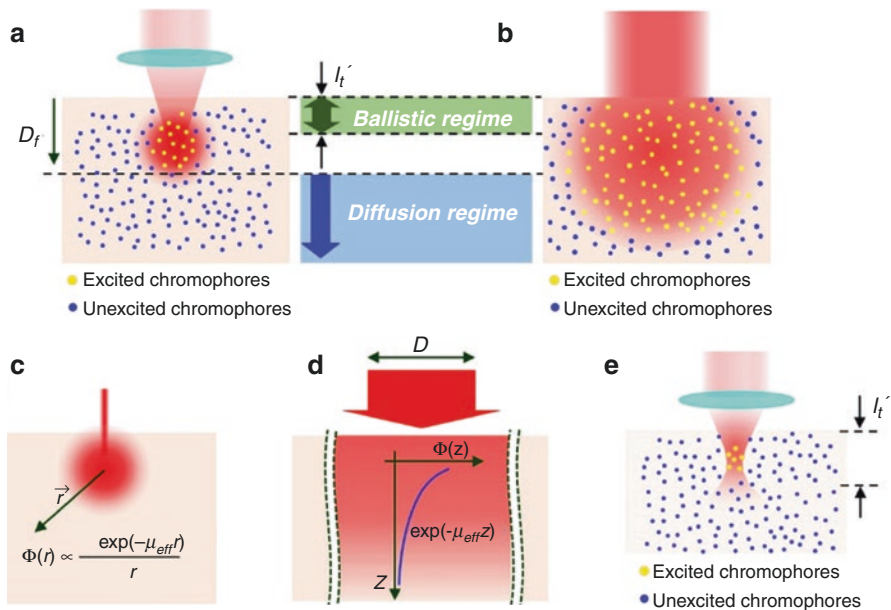 a
b
l_t´
D_f
Ballistic regime
Diffusion regime
Excited chromophores
Unexcited chromophores
Excited chromophores
Unexcited chromophores
c
d
e
D
l_t´
Φ(z)
r⃗
exp(-μ_eff z)
Φ(r) ∝ exp(−μ_eff r) / r
Z
Excited chromophores
Unexcited chromophores